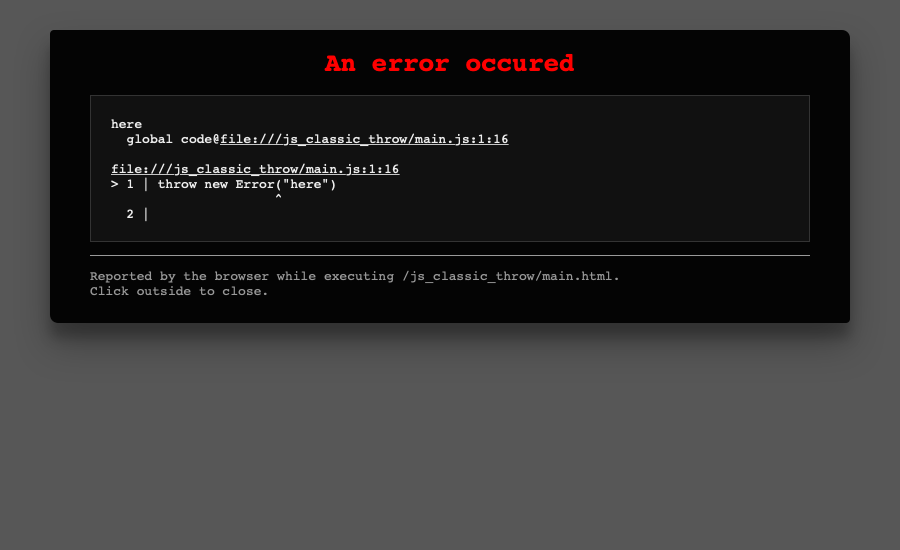 An error occured
here
  global code@file:///js_classic_throw/main.js:1:16

file:///js_classic_throw/main.js:1:16
> 1 | throw new Error("here")
                     ^
  2 |
Reported by the browser while executing /js_classic_throw/main.html.
Click outside to close.